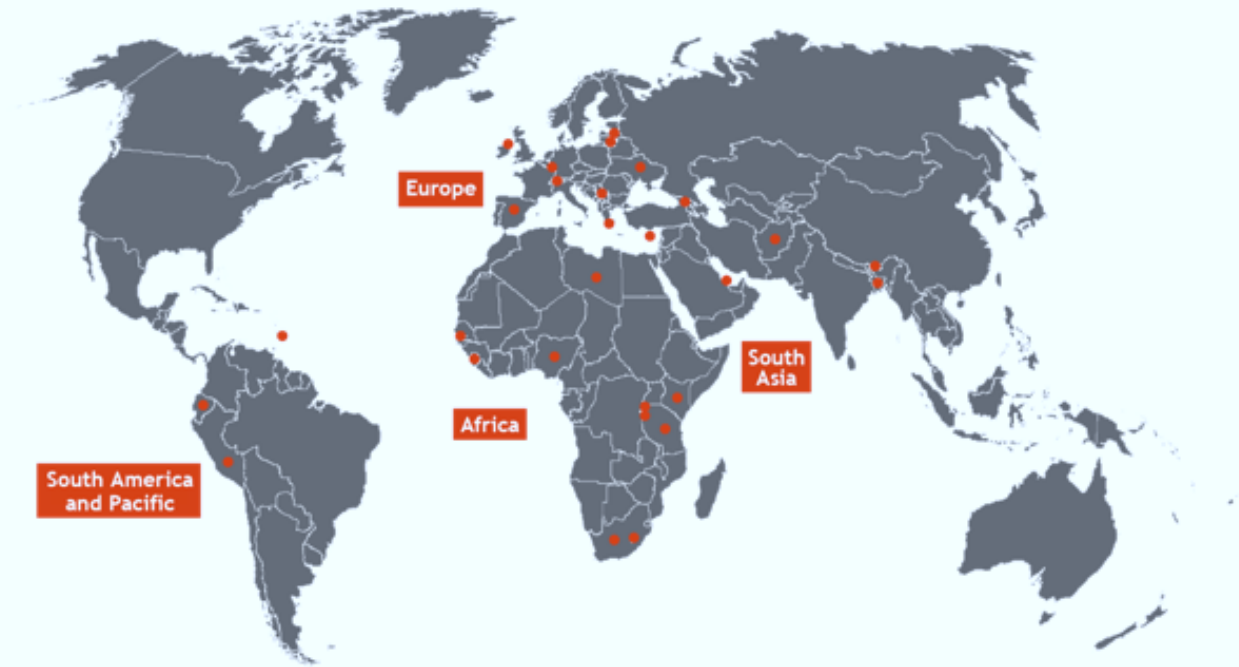 Europe
South
Asia
Africa
South America
and Pacific